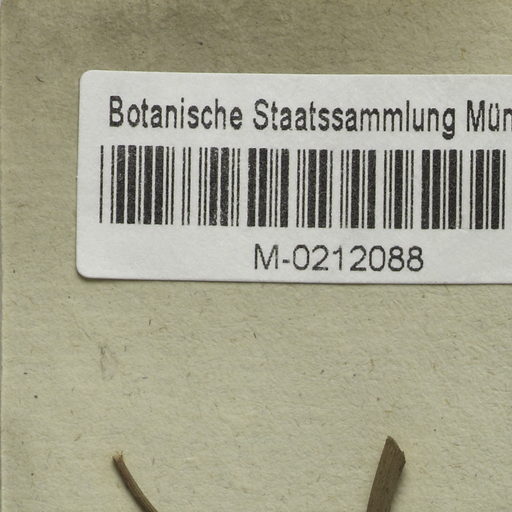 Botanische Staatssammlung Mün
M-0212088